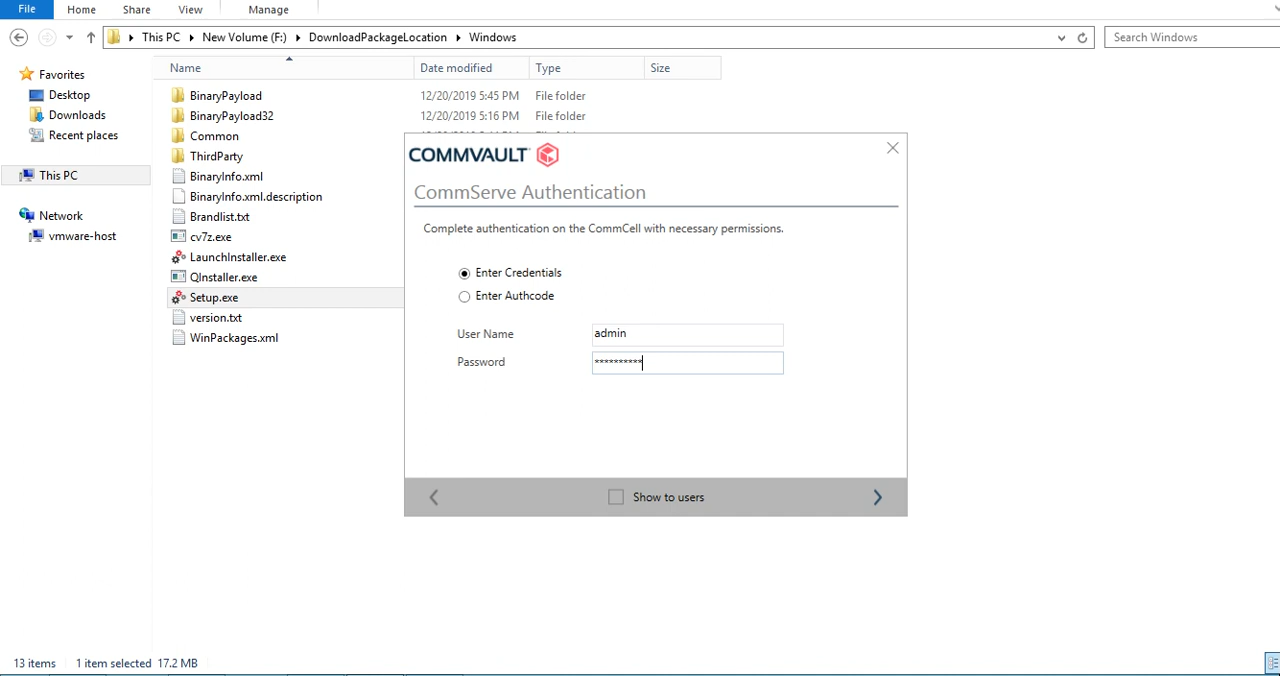 File Home Share View Manage
This PC New Volume (F:) DownloadPackageLocation Windows Search Windows
Name Date modified Type Size
Favorites
Desktop
Downloads
Recent places
This PC
Network
vmware-host
BinaryPayload 12/20/2019 5:45 PM File folder
BinaryPayload32 12/20/2019 5:16 PM File folder
Common
ThirdParty
BinaryInfo.xml
BinaryInfo.xml.description
Brandlist.txt
cv7z.exe
LaunchInstaller.exe
QInstaller.exe
Setup.exe
version.txt
WinPackages.xml
COMMVAULT
CommServe Authentication
Complete authentication on the CommCell with necessary permissions.
Enter Credentials
Enter Authcode
User Name admin
Password **********
Show to users
13 items 1 item selected 17.2 MB